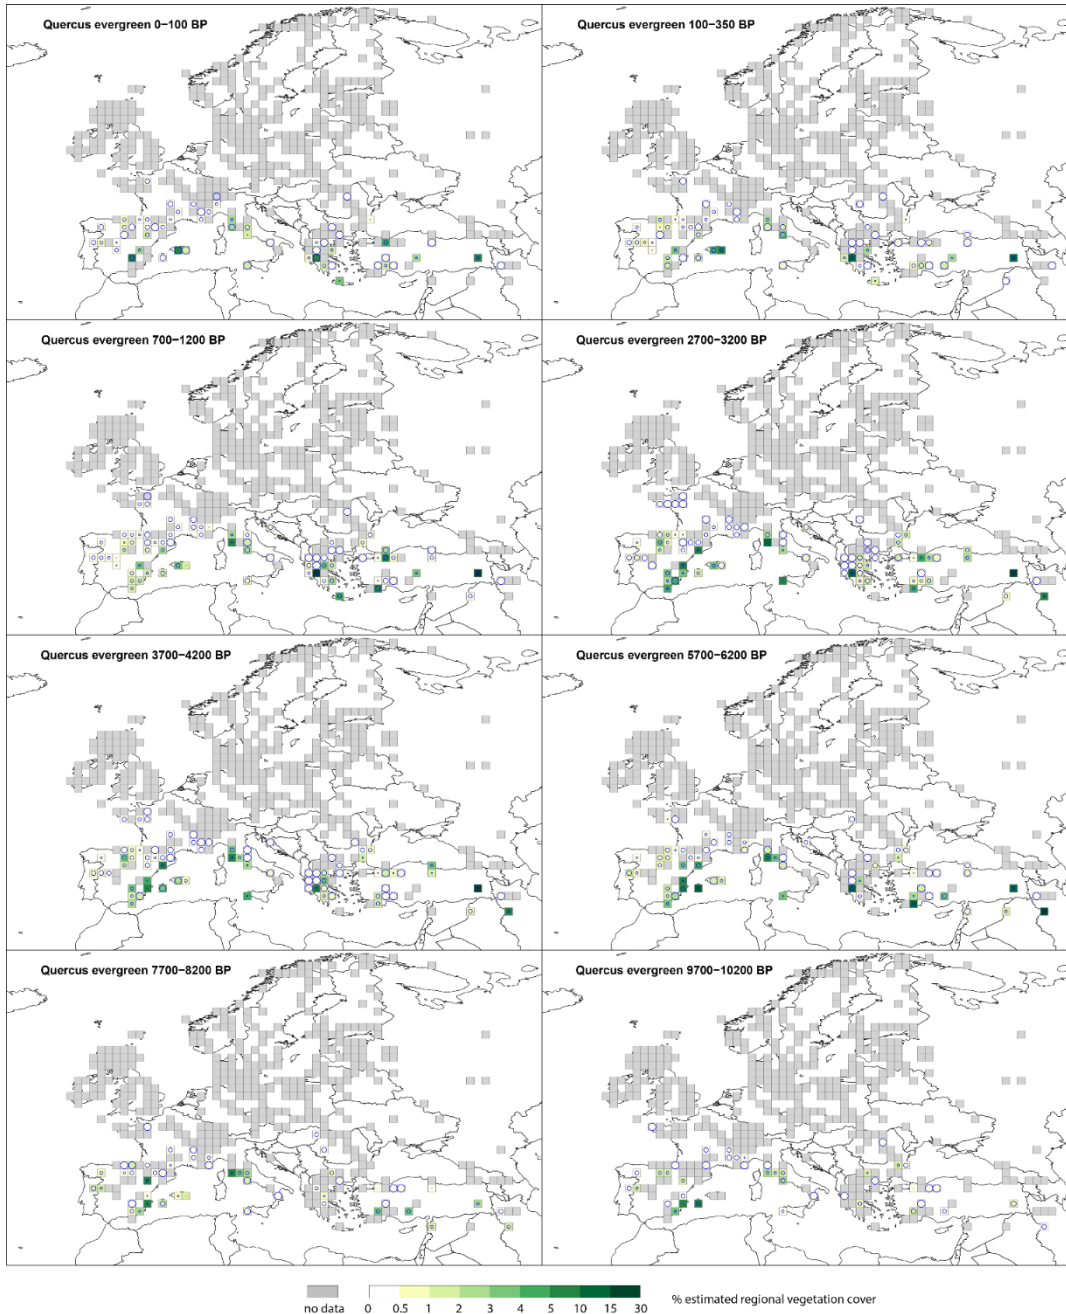 Quercus evergreen 0–100 BP
Quercus evergreen 100–350 BP
Quercus evergreen 700–1200 BP
Quercus evergreen 2700–3200 BP
Quercus evergreen 3700–4200 BP
Quercus evergreen 5700–6200 BP
Quercus evergreen 7700–8200 BP
Quercus evergreen 9700–10200 BP
no data
0 0.5 1 2 3 4 5 10 15 30
% estimated regional vegetation cover